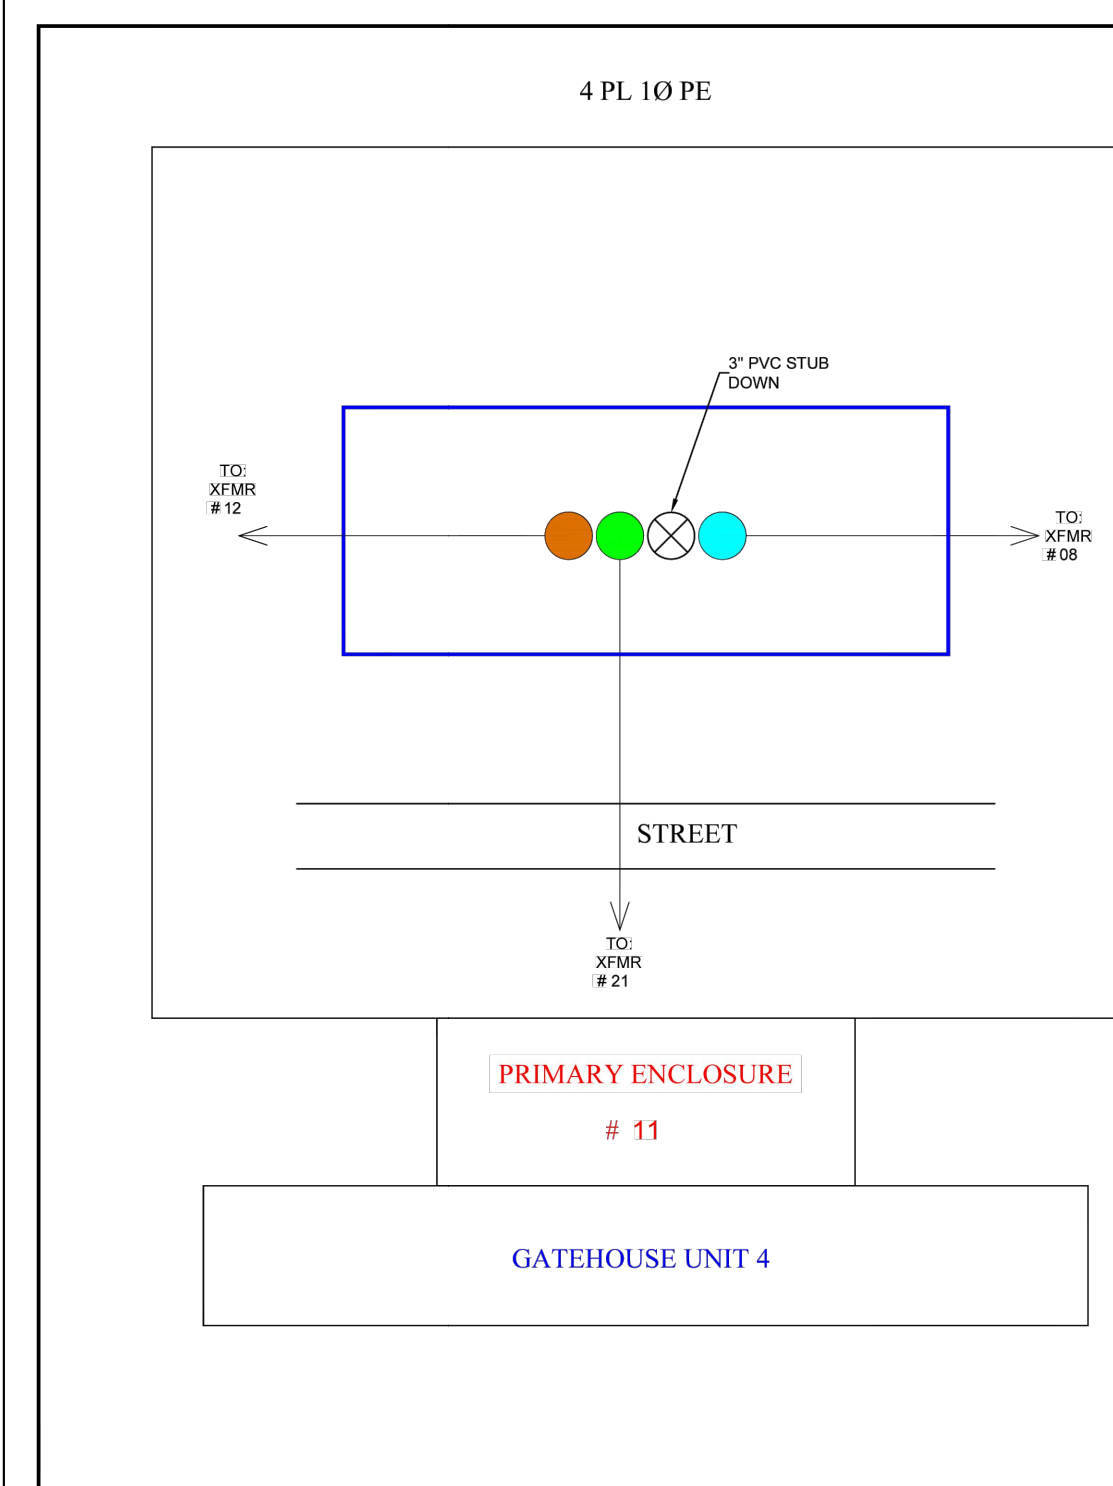 4 PL 1Ø PE
3" PVC STUB
DOWN
TO:
XFMR
# 12
TO:
XFMR
# 08
STREET
TO:
XFMR
# 21
PRIMARY ENCLOSURE
# 11
GATEHOUSE UNIT 4